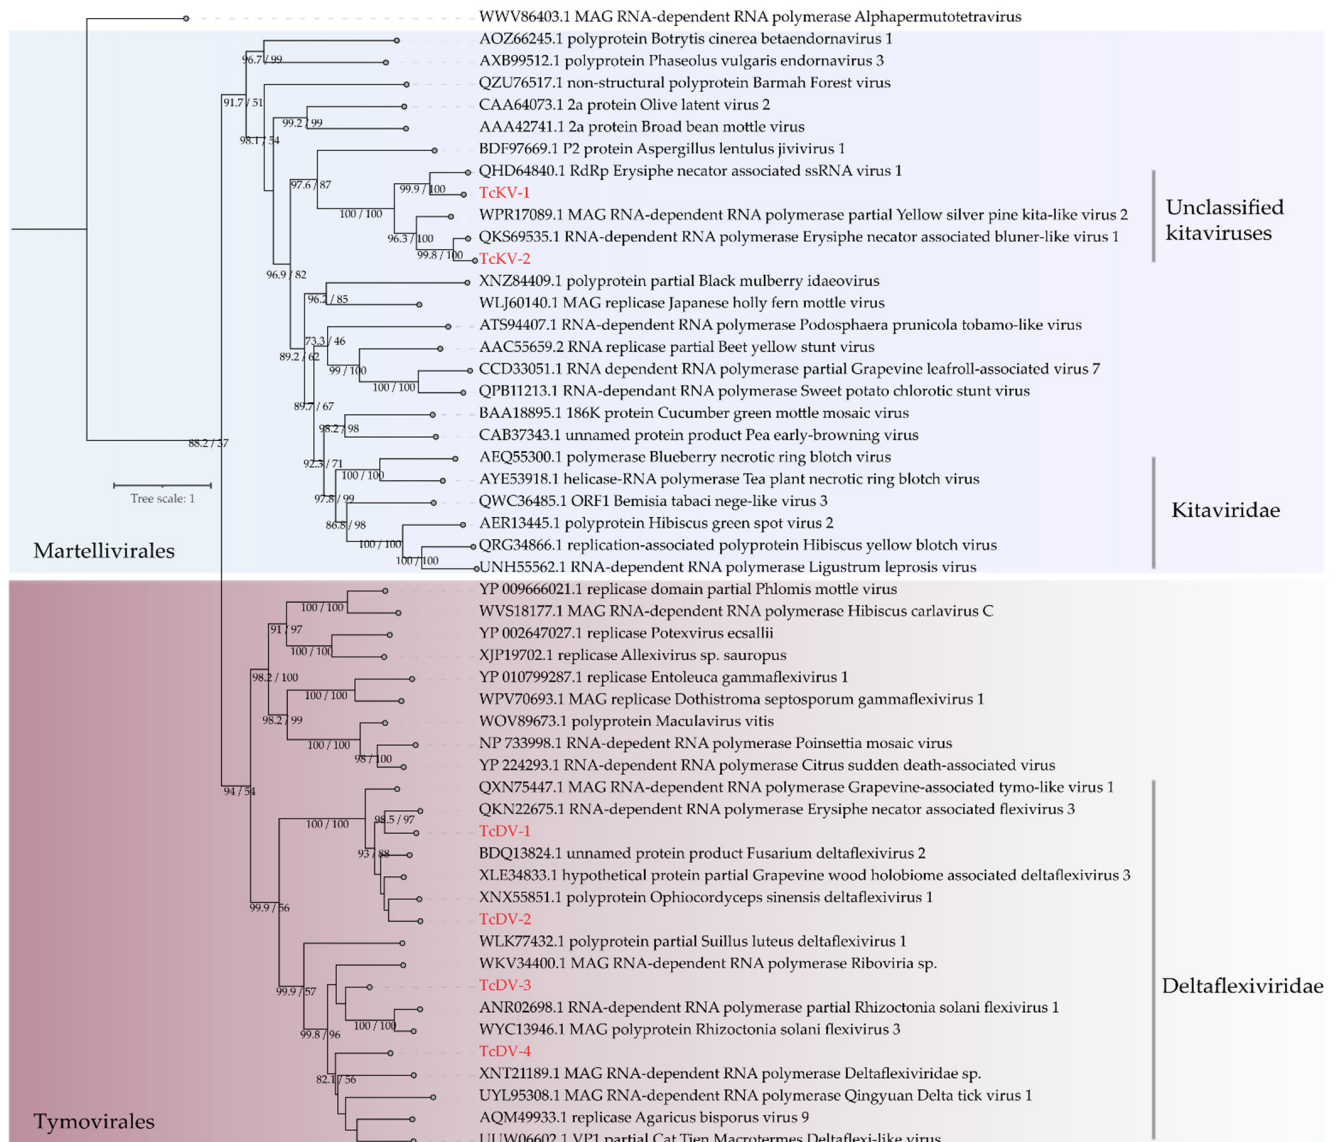 WWV86403.1 MAG RNA-dependent RNA polymerase Alphapermutotetravirus
AOZ66245.1 polyprotein Botrytis cinerea betaendornavirus 1
96.7 / 99
AXB99512.1 polyprotein Phaseolus vulgaris endornavirus 3
QZU76517.1 non-structural polyprotein Barmah Forest virus
91.7 / 51
CAA64073.1 2a protein Olive latent virus 2
99.2 / 99
AAA42741.1 2a protein Broad bean mottle virus
98.1 / 54
BDF97669.1 P2 protein Aspergillus lentulus jivivirus 1
QHD64840.1 RdRp Erysiphe necator associated ssRNA virus 1
97.6 / 87
99.9 / 100
TcKV-1
100 / 100
WPR17089.1 MAG RNA-dependent RNA polymerase partial Yellow silver pine kita-like virus 2
Unclassified
kitaviruses
96.3 / 100
QKS69535.1 RNA-dependent RNA polymerase Erysiphe necator associated bluner-like virus 1
99.8 / 100
TcKV-2
96.9 / 82
XNZ84409.1 polyprotein partial Black mulberry idaeovirus
96.2 / 85
WLJ60140.1 MAG replicase Japanese holly fern mottle virus
ATS94407.1 RNA-dependent RNA polymerase Podosphaera prunicola tobamo-like virus
73.3 / 46
AAC55659.2 RNA replicase partial Beet yellow stunt virus
89.2 / 62
99 / 100
CCD33051.1 RNA dependent RNA polymerase partial Grapevine leafroll-associated virus 7
100 / 100
QPB11213.1 RNA-dependant RNA polymerase Sweet potato chlorotic stunt virus
89.7 / 67
BAA18895.1 186K protein Cucumber green mottle mosaic virus
98.2 / 98
CAB37343.1 unnamed protein product Pea early-browning virus
88.2 / 37
AEQ55300.1 polymerase Blueberry necrotic ring blotch virus
92.3 / 71
100 / 100
AYE53918.1 helicase-RNA polymerase Tea plant necrotic ring blotch virus
Tree scale: 1
97.8 / 99
QWC36485.1 ORF1 Bemisia tabaci nege-like virus 3
Kitaviridae
86.8 / 98
AER13445.1 polyprotein Hibiscus green spot virus 2
100 / 100
QRG34866.1 replication-associated polyprotein Hibiscus yellow blotch virus
Martellivirales
100 / 100
UNH55562.1 RNA-dependent RNA polymerase Ligustrum leprosis virus
YP 009666021.1 replicase domain partial Phlomis mottle virus
100 / 100
WVS18177.1 MAG RNA-dependent RNA polymerase Hibiscus carlavirus C
91 / 97
YP 002647027.1 replicase Potexvirus ecsallii
100 / 100
XJP19702.1 replicase Allexivirus sp. sauropus
98.2 / 100
YP 010799287.1 replicase Entoleuca gammaflexivirus 1
100 / 100
WPV70693.1 MAG replicase Dothistroma septosporum gammaflexivirus 1
98.2 / 99
WOV89673.1 polyprotein Maculavirus vitis
100 / 100
NP 733998.1 RNA-depedent RNA polymerase Poinsettia mosaic virus
98 / 100
YP 224293.1 RNA-dependent RNA polymerase Citrus sudden death-associated virus
94 / 54
QXN75447.1 MAG RNA-dependent RNA polymerase Grapevine-associated tymo-like virus 1
QKN22675.1 RNA-dependent RNA polymerase Erysiphe necator associated flexivirus 3
100 / 100
98.5 / 97
TcDV-1
93 / 88
BDQ13824.1 unnamed protein product Fusarium deltaflexivirus 2
XLE34833.1 hypothetical protein partial Grapevine wood holobiome associated deltaflexivirus 3
XNX55851.1 polyprotein Ophiocordyceps sinensis deltaflexivirus 1
99.9 / 56
TcDV-2
WLK77432.1 polyprotein partial Suillus luteus deltaflexivirus 1
WKV34400.1 MAG RNA-dependent RNA polymerase Riboviria sp.
99.9 / 57
TcDV-3
Deltaflexiviridae
ANR02698.1 RNA-dependent RNA polymerase partial Rhizoctonia solani flexivirus 1
100 / 100
99.8 / 96
WYC13946.1 MAG polyprotein Rhizoctonia solani flexivirus 3
TcDV-4
82.1 / 56
XNT21189.1 MAG RNA-dependent RNA polymerase Deltaflexiviridae sp.
UYL95308.1 MAG RNA-dependent RNA polymerase Qingyuan Delta tick virus 1
Tymovirales
AQM49933.1 replicase Agaricus bisporus virus 9
UUW06602.1 VP1 partial Cat Tien Macrotermes Deltaflexi-like virus